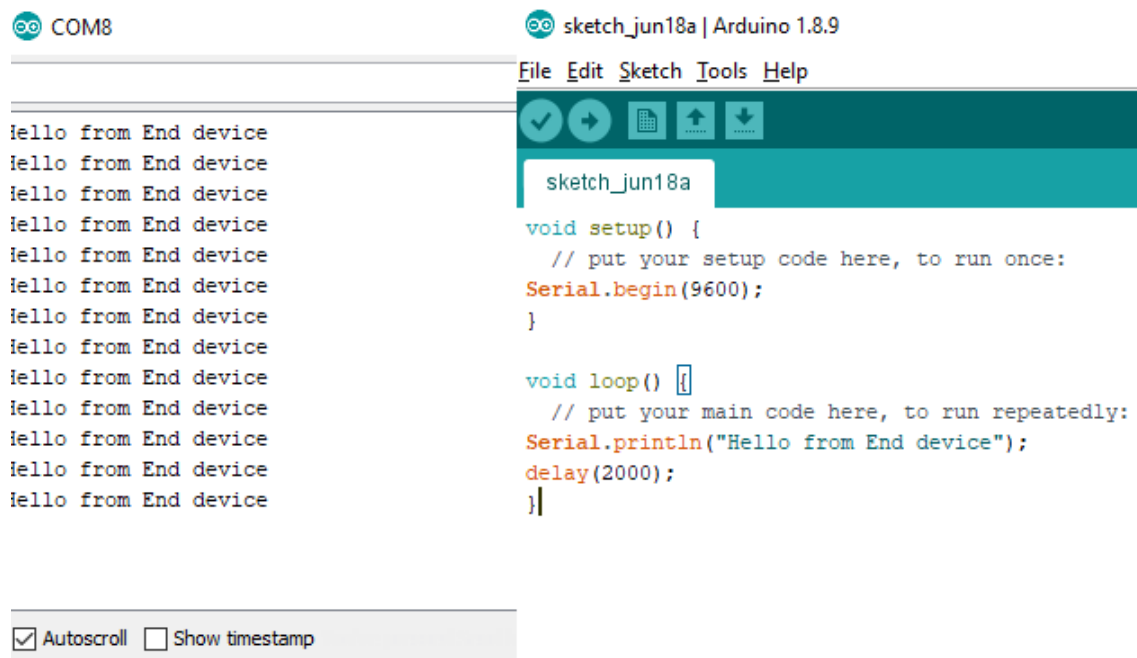 COM8
Hello from End device
Hello from End device
Hello from End device
Hello from End device
Hello from End device
Hello from End device
Hello from End device
Hello from End device
Hello from End device
Hello from End device
Hello from End device
Hello from End device
Hello from End device
Autoscroll Show timestamp
sketch_jun18a | Arduino 1.8.9
File Edit Sketch Tools Help
sketch_jun18a
void setup() {
  // put your setup code here, to run once:
Serial.begin(9600);
}
void loop() {
  // put your main code here, to run repeatedly:
Serial.println("Hello from End device");
delay(2000);
}